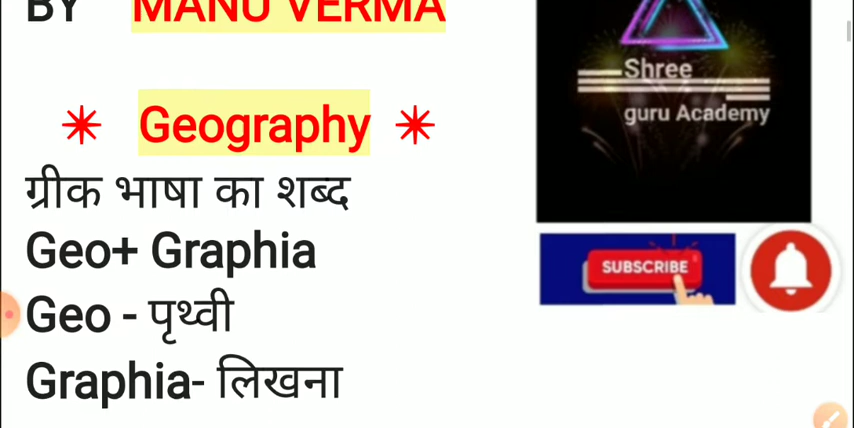 BY MANU VERMA
Shree
guru Academy
✳ Geography ✳
ग्रीक भाषा का शब्द
Geo+ Graphia
SUBSCRIBE
Geo - पृथ्वी
Graphia- लिखना